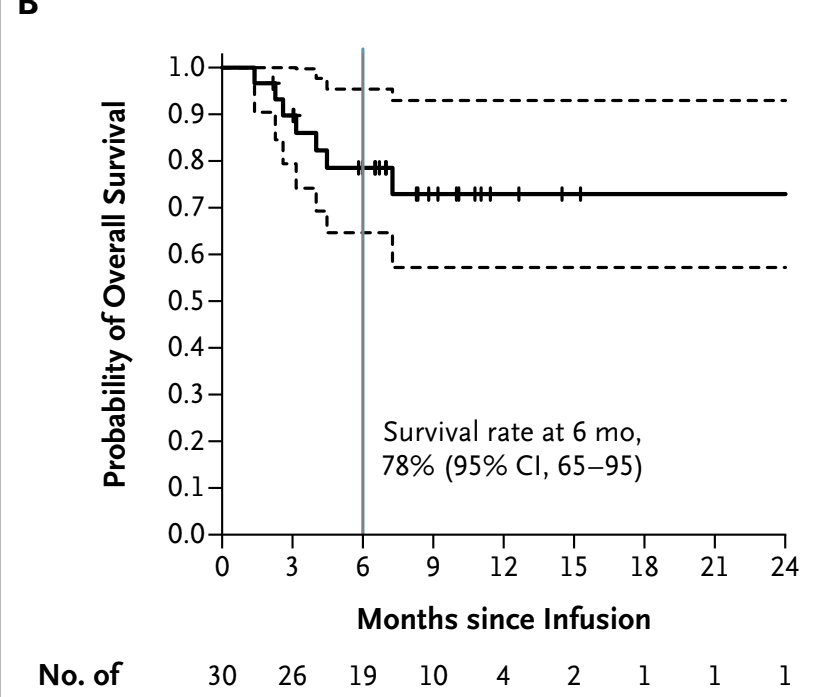 B
Probability of Overall Survival
1.0
0.9
0.8
0.7
0.6
0.5
0.4
0.3
0.2
0.1
0.0
Survival rate at 6 mo,
78% (95% CI, 65–95)
0 3 6 9 12 15 18 21 24
Months since Infusion
No. of 30 26 19 10 4 2 1 1 1